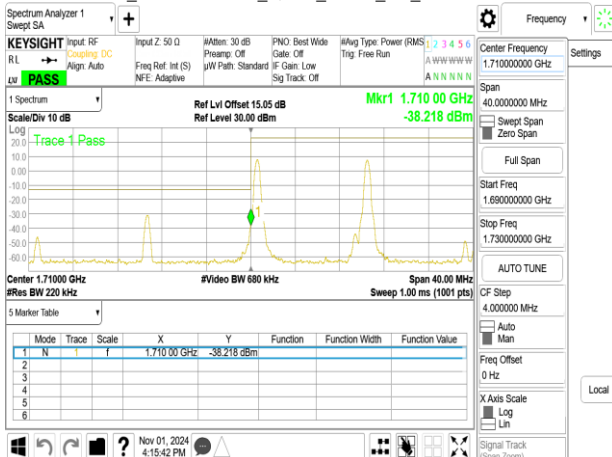 Spectrum Analyzer 1
Swept SA
+
Frequency
KEYSIGHT Input: RF
RL Coupling: DC
Align: Auto
LW PASS
Input Z: 50 Ω
Freq Ref: Int (S)
NFE: Adaptive
#Atten: 30 dB
Preamp: Off
µW Path: Standard
PNO: Best Wide
Gate: Off
IF Gain: Low
Sig Track: Off
#Avg Type: Power (RMS
Trig: Free Run
1 2 3 4 5 6
A W W W W W
A N N N N N
1 Spectrum
Scale/Div 10 dB
Ref Lvl Offset 15.05 dB
Ref Level 30.00 dBm
Mkr1 1.710 00 GHz
-38.218 dBm
Log
Trace 1 Pass
20.0
10.0
0.00
-10.0
-20.0
-30.0
-40.0
-50.0
-60.0
1
Center 1.71000 GHz
#Video BW 680 kHz
Span 40.00 MHz
#Res BW 220 kHz
Sweep 1.00 ms (1001 pts)
5 Marker Table
Mode Trace Scale X Y Function Function Width Function Value
1 N 1 f 1.710 00 GHz -38.218 dBm
2
3
4
5
6
?
Nov 01, 2024
4:15:42 PM
Center Frequency
1.710000000 GHz
Span
40.0000000 MHz
Swept Span
Zero Span
Full Span
Start Freq
1.690000000 GHz
Stop Freq
1.730000000 GHz
AUTO TUNE
CF Step
4.000000 MHz
Auto
Man
Freq Offset
0 Hz
X Axis Scale
Log
Lin
Signal Track
(Span Zoom)
Settings
Local